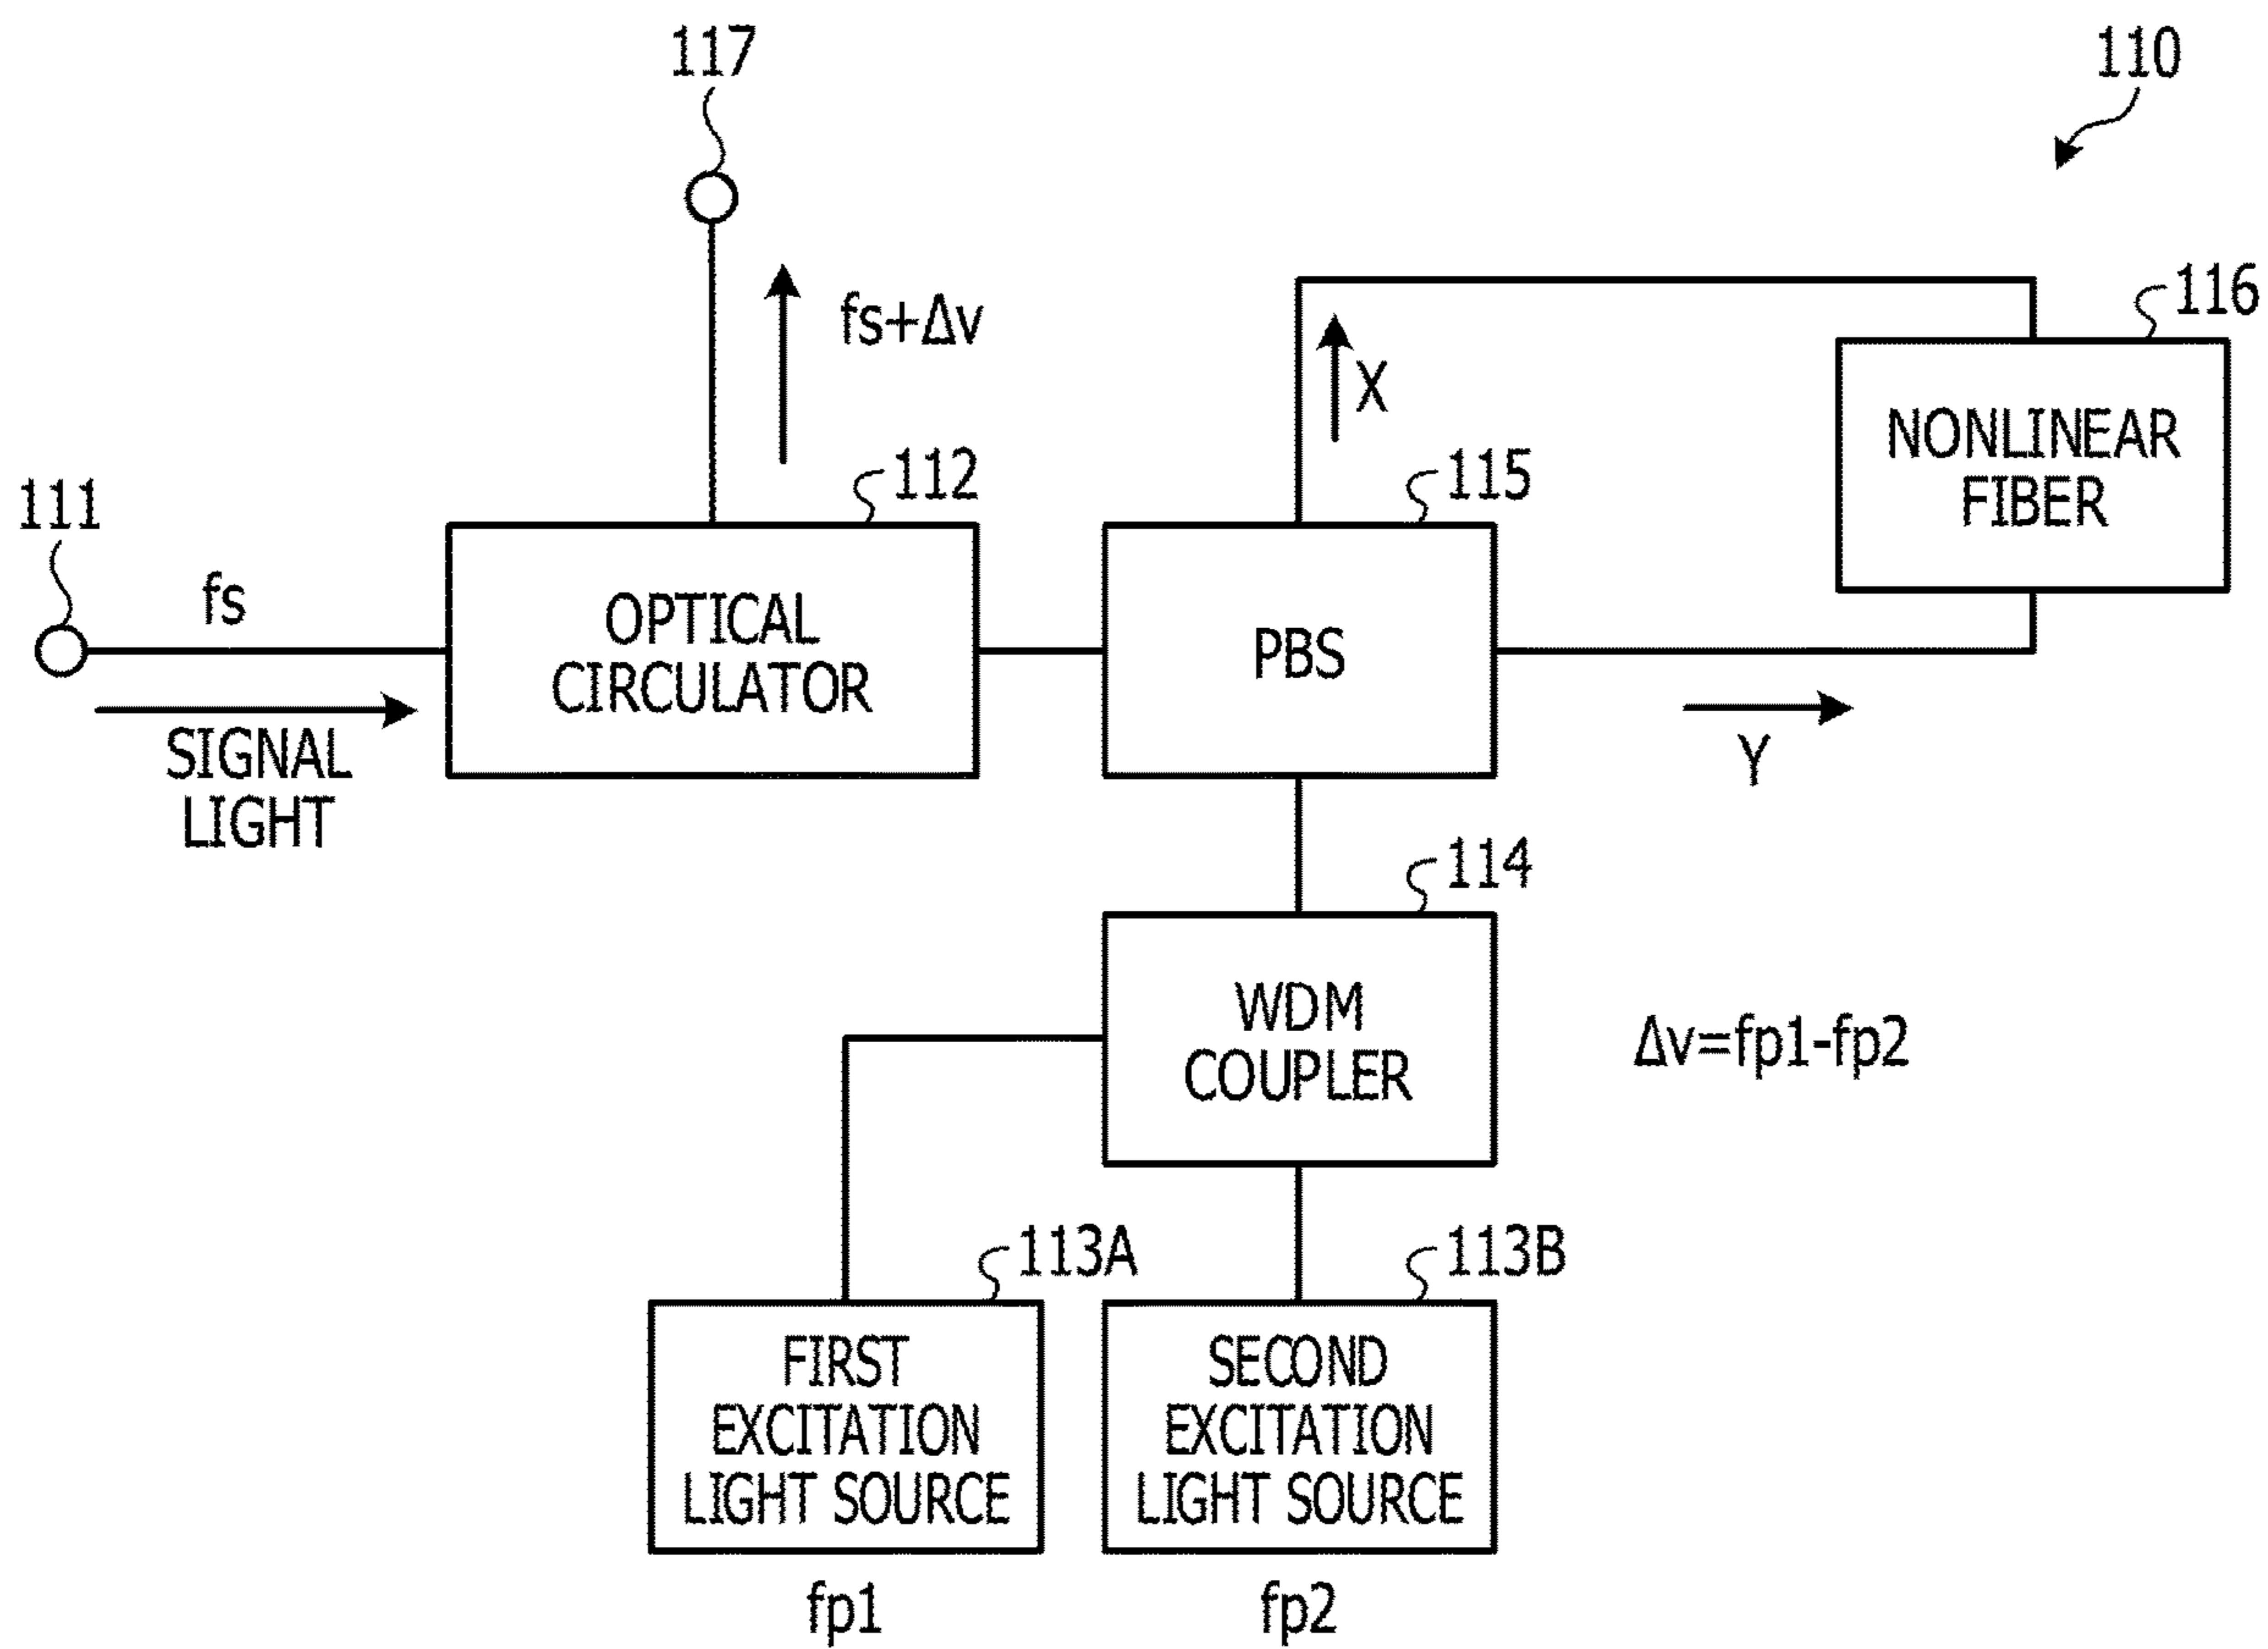 117
110
fs+Δv
116
X
NONLINEAR
FIBER
112
115
111
fs
OPTICAL
CIRCULATOR
PBS
SIGNAL
LIGHT
Y
114
WDM
COUPLER
Δv=fp1-fp2
113A
113B
FIRST
EXCITATION
LIGHT SOURCE
SECOND
EXCITATION
LIGHT SOURCE
fp1
fp2